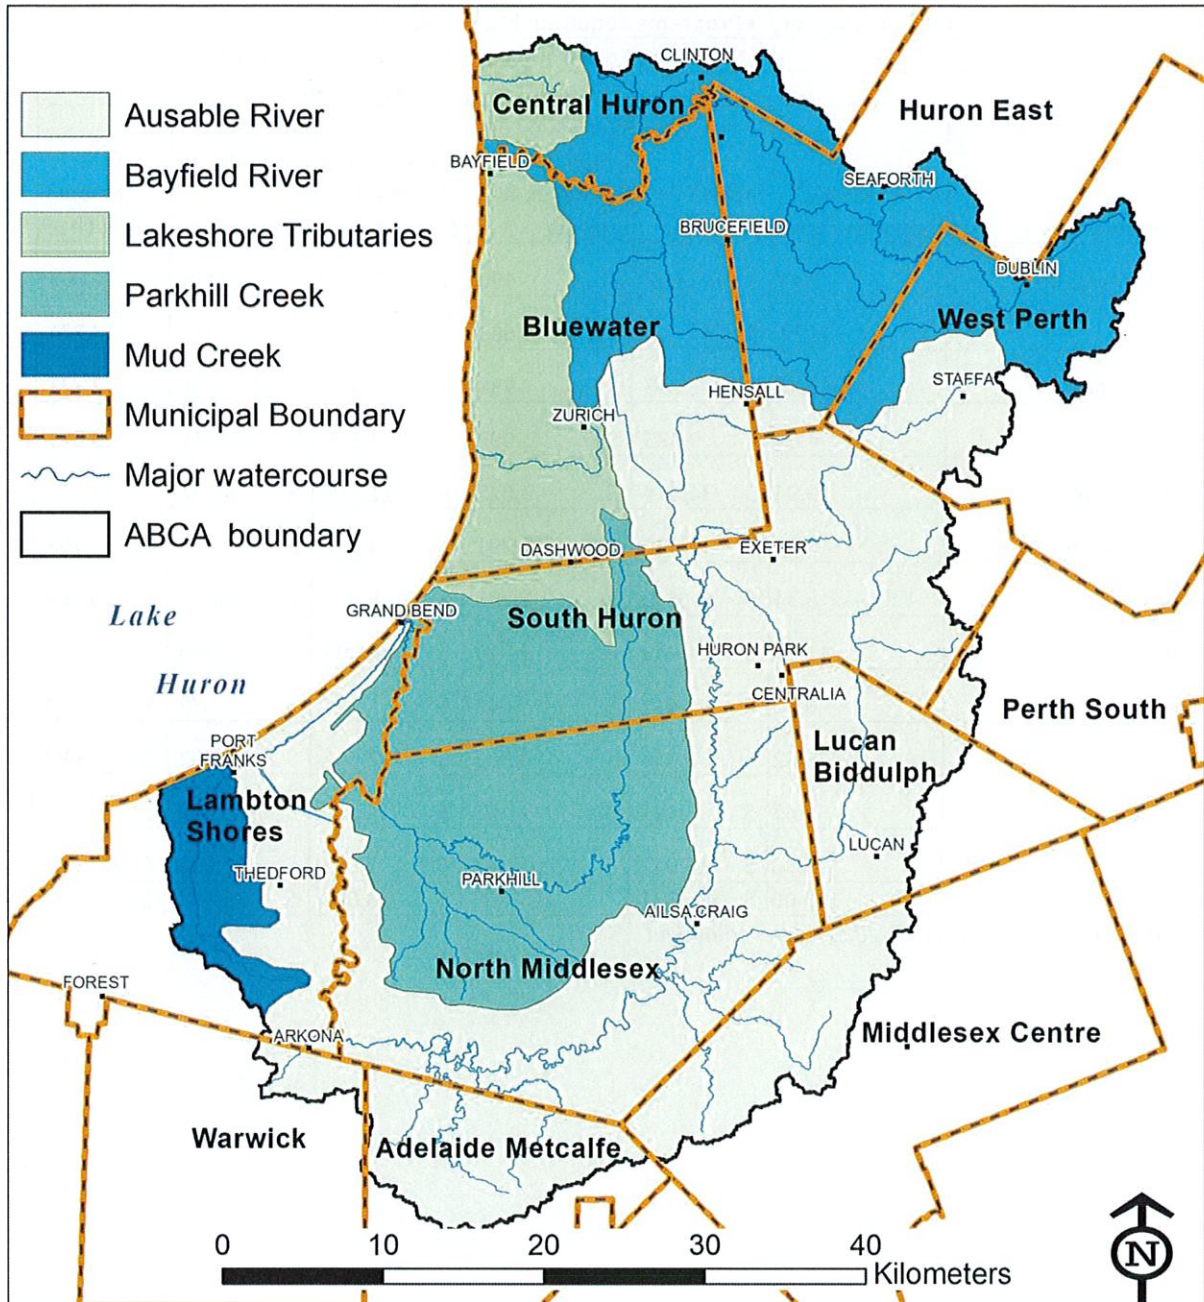 Ausable River
Bayfield River
Lakeshore Tributaries
Parkhill Creek
Mud Creek
Municipal Boundary
Major watercourse
ABCA boundary
CLINTON
Central Huron
Huron East
BAYFIELD
SEAFORTH
BRUCEFIELD
DUBLIN
Bluewater
West Perth
STAFFA
HENSALL
ZURICH
DASHWOOD
EXETER
Lake
Huron
GRAND BEND
South Huron
HURON PARK
CENTRALIA
Perth South
PORT
FRANKS
Lucan
Biddulph
Lambton
Shores
LUCAN
THEDFORD
PARKHILL
AILSA CRAIG
North Middlesex
FOREST
ARKONA
Middlesex Centre
Warwick
Adelaide Metcalfe
0 10 20 30 40
Kilometers
N